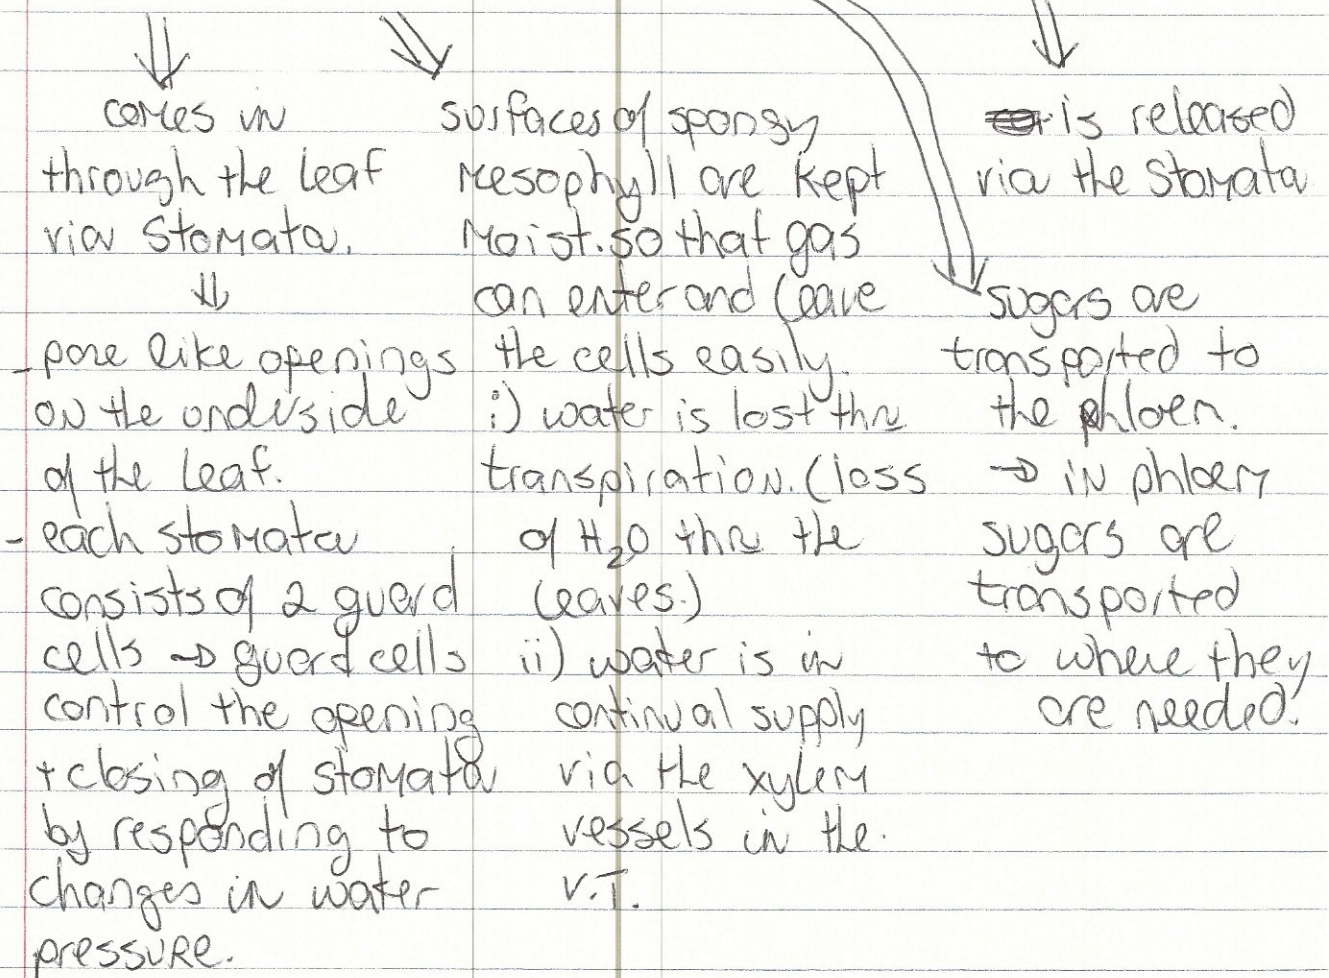 comes in
through the leaf
via stomata.
- pore like openings
on the underside
of the leaf.
- each stomata
consists of 2 guard
cells → guard cells
control the opening
+ closing of stomata
by responding to
changes in water
pressure.
surfaces of spongy
mesophyll are kept
moist. so that gas
can enter and leave
the cells easily.
i) water is lost thru
transpiration. (loss
of H₂O thru the
leaves.)
ii) water is in
continual supply
via the xylem
vessels in the.
V.T.
is released
via the stomata
sugars are
transported to
the phloem.
→ in phloem
sugars are
transported
to where they
are needed.